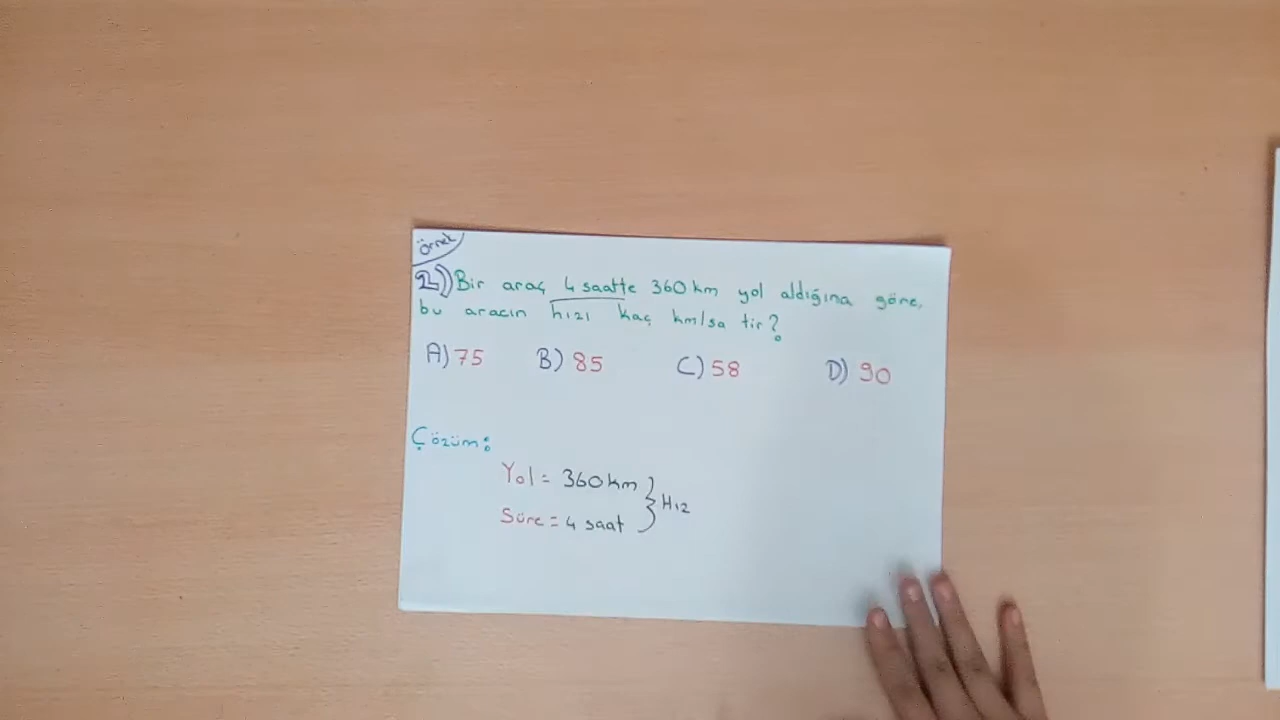 Örnek
2) Bir araç 4 saatte 360 km yol aldığına göre,
bu aracın hızı kaç km/sa tir?
A) 75 B) 85 C) 58 D) 90
Çözüm:
Yol = 360 km
Hız
Süre = 4 saat